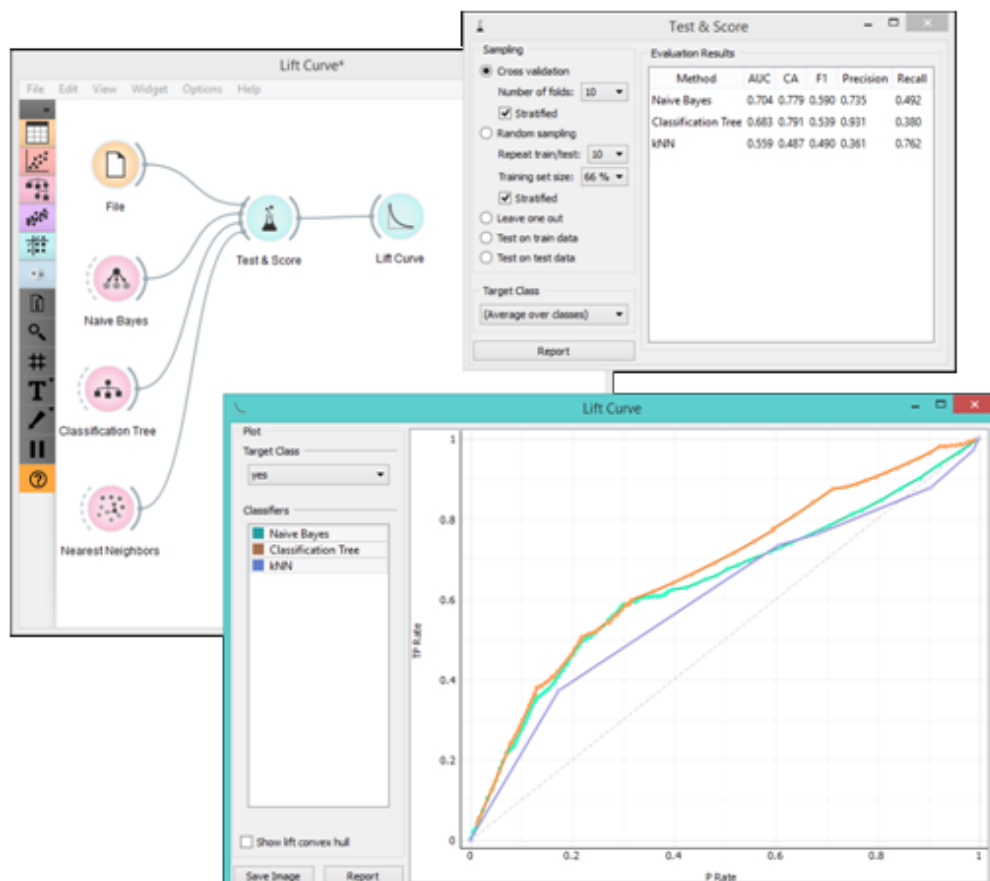 Lift Curve*
File Edit View Widget Options Help
File
Naive Bayes
Classification Tree
Nearest Neighbors
Test & Score
Lift Curve
Test & Score
Sampling
Cross validation
Number of folds: 10
Stratified
Random sampling
Repeat train/test: 10
Training set size: 66 %
Stratified
Leave one out
Test on train data
Test on test data
Target Class
(Average over classes)
Report
Evaluation Results
Method AUC CA F1 Precision Recall
Naive Bayes 0.704 0.779 0.590 0.735 0.492
Classification Tree 0.683 0.791 0.539 0.931 0.380
kNN 0.559 0.487 0.490 0.361 0.762
Lift Curve
Plot
Target Class
yes
Classifiers
Naive Bayes
Classification Tree
kNN
Show lift convex hull
Save Image Report
TP Rate
1
0.8
0.6
0.4
0.2
0
0 0.2 0.4 0.6 0.8 1
P Rate